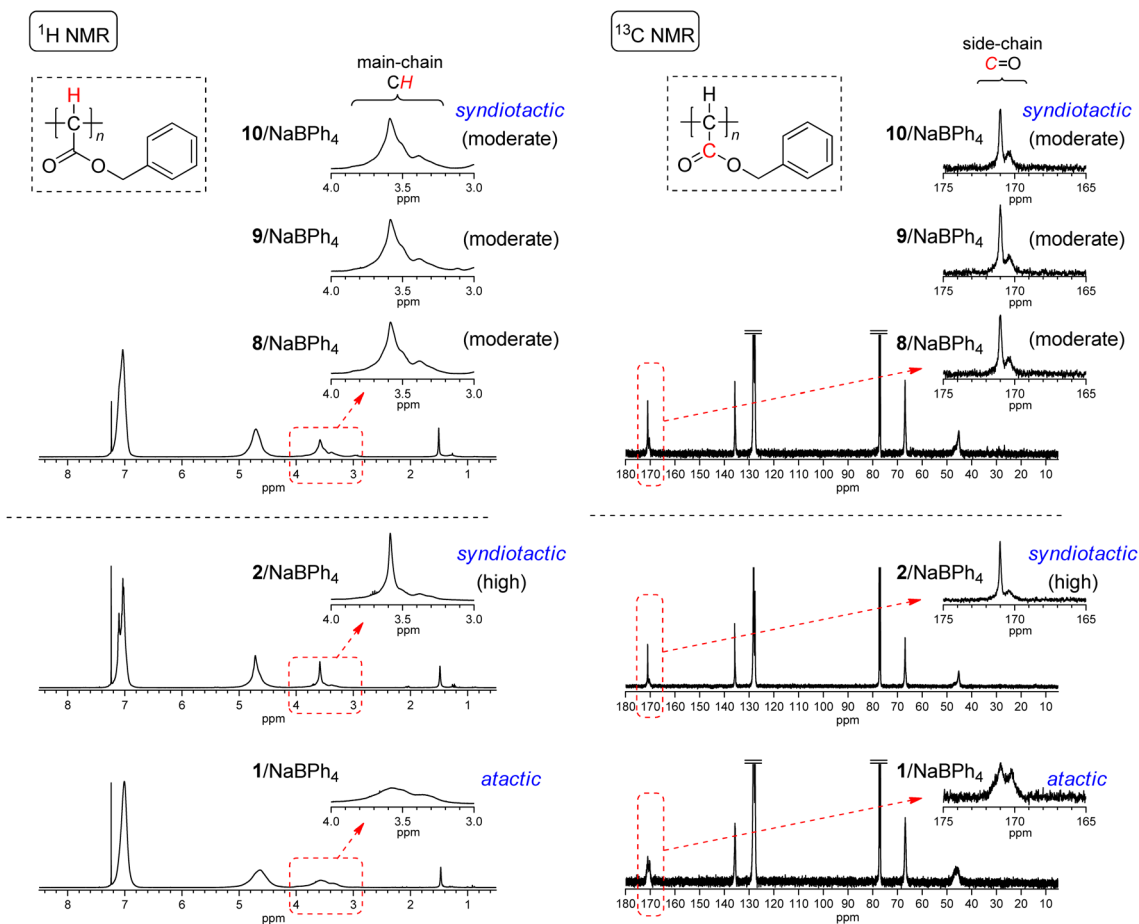 ¹H NMR
H
C
n
O
O
main-chain
CH
syndiotactic
10/NaBPh₄
(moderate)
4.0 3.5 3.0
ppm
9/NaBPh₄
(moderate)
4.0 3.5 3.0
ppm
8/NaBPh₄
(moderate)
4.0 3.5 3.0
ppm
8 7 6 5 4 3 2 1
ppm
syndiotactic
2/NaBPh₄
(high)
4.0 3.5 3.0
ppm
8 7 6 5 4 3 2 1
ppm
1/NaBPh₄
atactic
4.0 3.5 3.0
ppm
8 7 6 5 4 3 2 1
ppm
¹³C NMR
H
C
n
C
O
O
side-chain
C=O
syndiotactic
10/NaBPh₄
(moderate)
175 170 165
ppm
9/NaBPh₄
(moderate)
175 170 165
ppm
8/NaBPh₄
(moderate)
175 170 165
ppm
180 170 160 150 140 130 120 110 100 90 80 70 60 50 40 30 20 10
ppm
syndiotactic
2/NaBPh₄
(high)
175 170 165
ppm
180 170 160 150 140 130 120 110 100 90 80 70 60 50 40 30 20 10
ppm
1/NaBPh₄
atactic
175 170 165
ppm
180 170 160 150 140 130 120 110 100 90 80 70 60 50 40 30 20 10
ppm